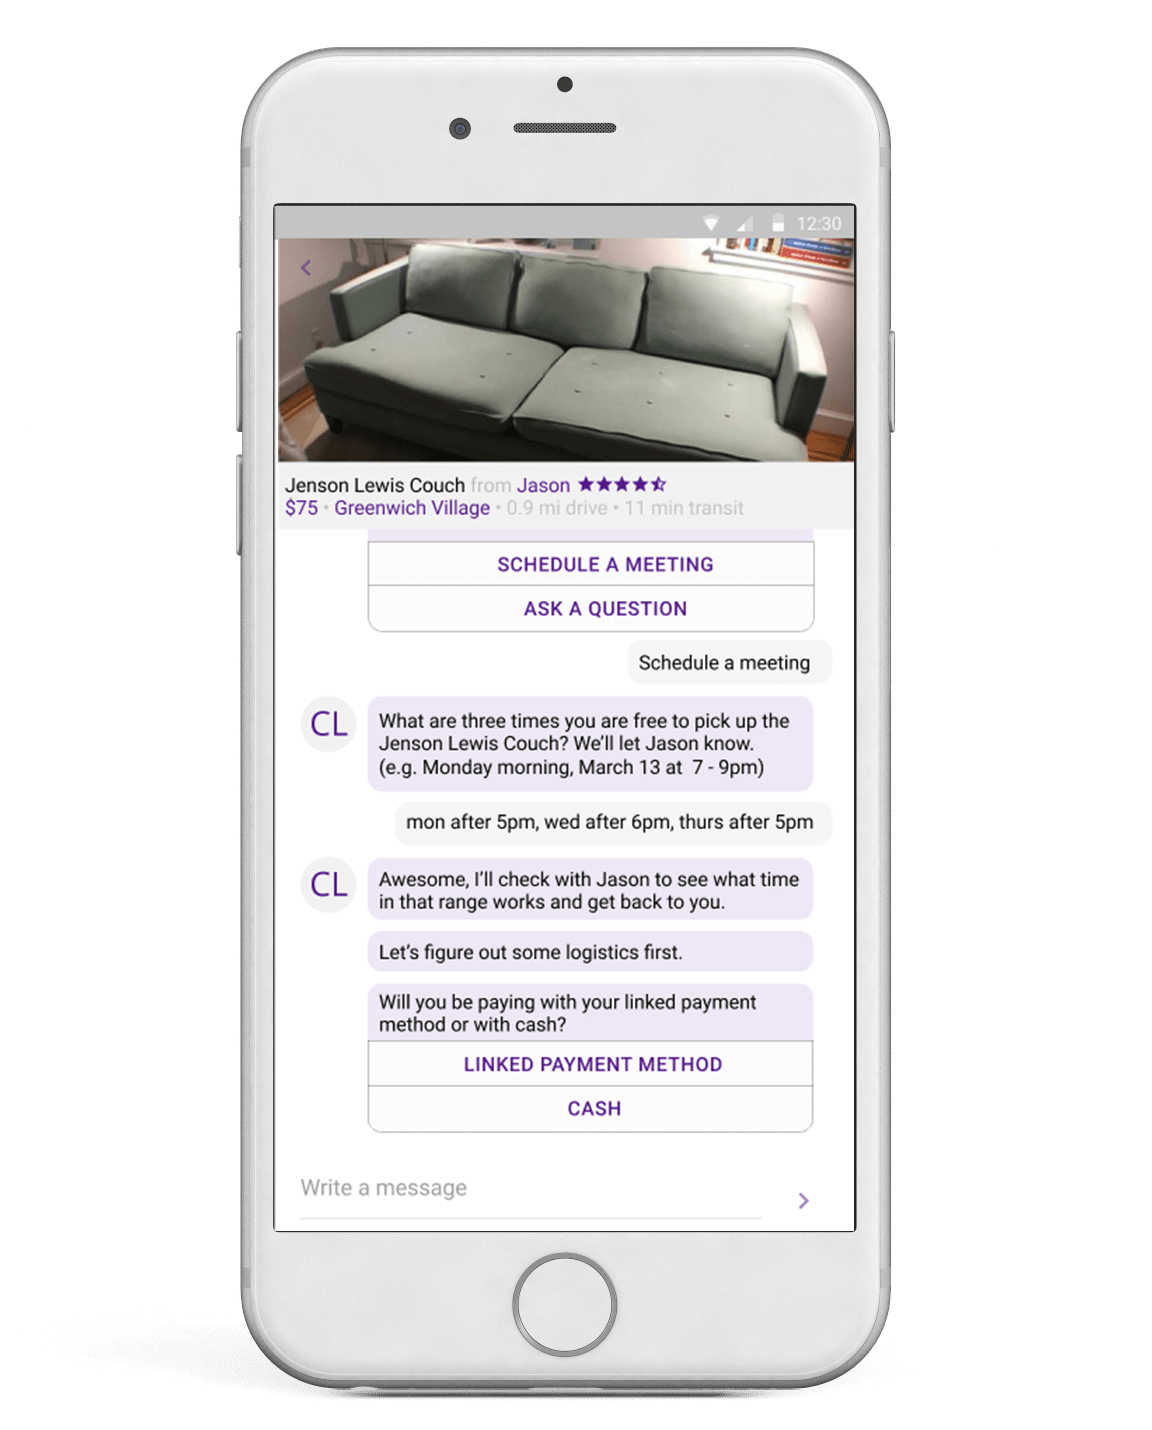 12:30
Jenson Lewis Couch from Jason
$75 • Greenwich Village • 0.9 mi drive • 11 min transit
SCHEDULE A MEETING
ASK A QUESTION
Schedule a meeting
CL
What are three times you are free to pick up the
Jenson Lewis Couch? We’ll let Jason know.
(e.g. Monday morning, March 13 at 7 - 9pm)
mon after 5pm, wed after 6pm, thurs after 5pm
CL
Awesome, I’ll check with Jason to see what time
in that range works and get back to you.
Let’s figure out some logistics first.
Will you be paying with your linked payment
method or with cash?
LINKED PAYMENT METHOD
CASH
Write a message